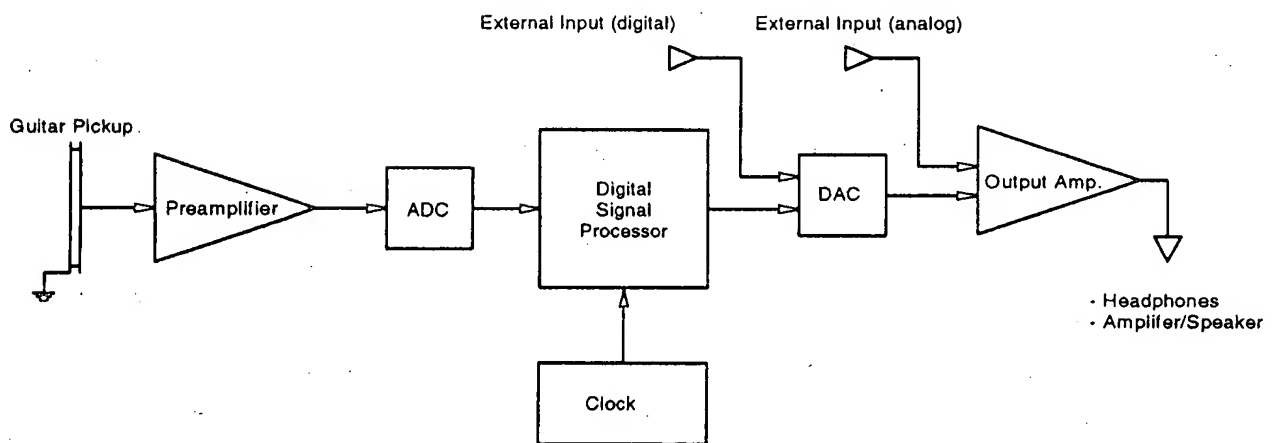 External Input (digital)
External Input (analog)
Guitar Pickup
Preamplifier
ADC
Digital
Signal
Processor
DAC
Output Amp.
- Headphones
- Amplifer/Speaker
Clock